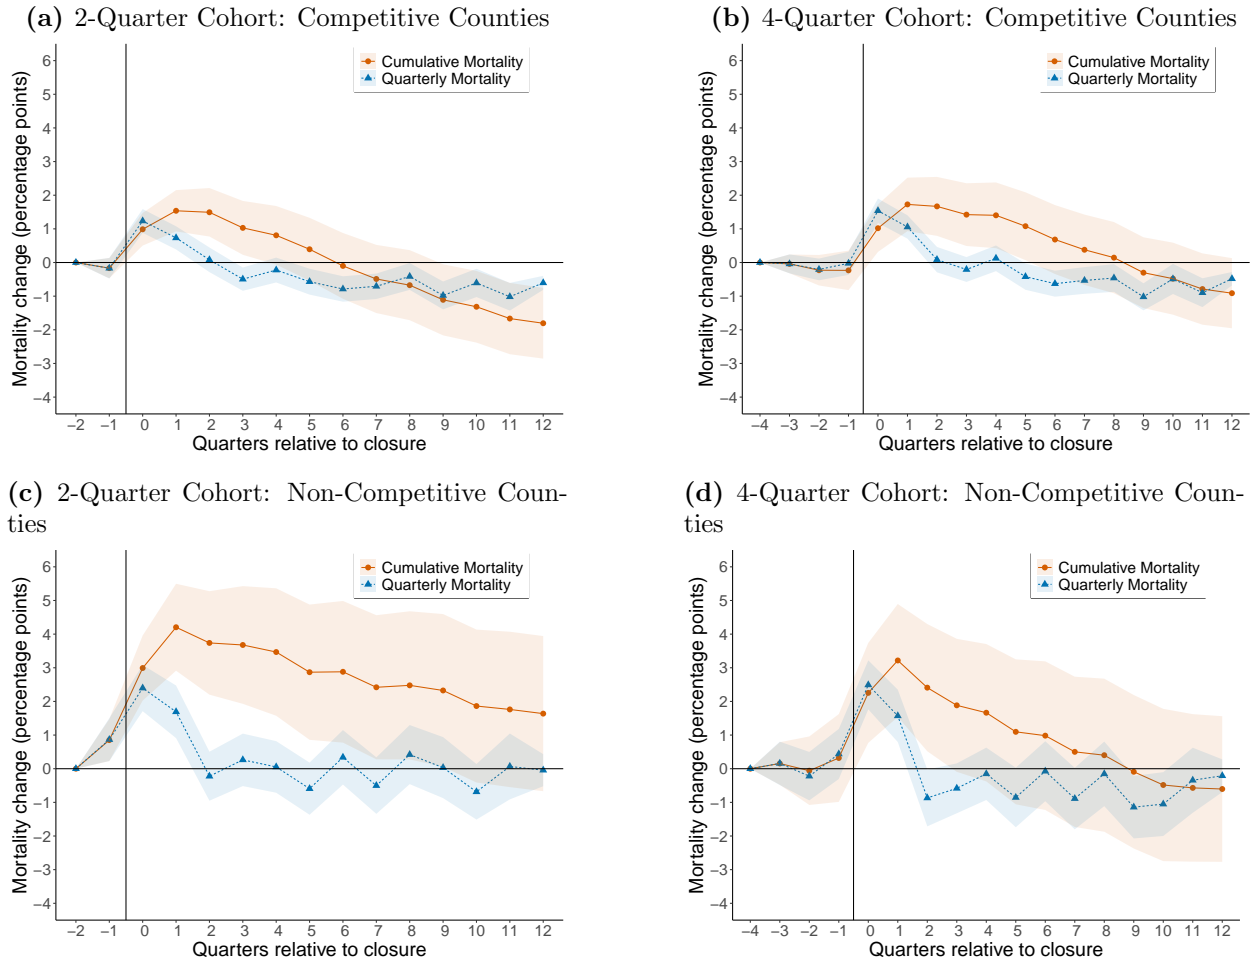 (a) 2-Quarter Cohort: Competitive Counties
Mortality change (percentage points)
6
5
4
3
2
1
0
−1
−2
−3
−4
Cumulative Mortality
Quarterly Mortality
−2 −1 0 1 2 3 4 5 6 7 8 9 10 11 12
Quarters relative to closure
(b) 4-Quarter Cohort: Competitive Counties
Mortality change (percentage points)
6
5
4
3
2
1
0
−1
−2
−3
−4
Cumulative Mortality
Quarterly Mortality
−4 −3 −2 −1 0 1 2 3 4 5 6 7 8 9 10 11 12
Quarters relative to closure
(c) 2-Quarter Cohort: Non-Competitive Coun-
ties
Mortality change (percentage points)
6
5
4
3
2
1
0
−1
−2
−3
−4
Cumulative Mortality
Quarterly Mortality
−2 −1 0 1 2 3 4 5 6 7 8 9 10 11 12
Quarters relative to closure
(d) 4-Quarter Cohort: Non-Competitive Coun-
ties
Mortality change (percentage points)
6
5
4
3
2
1
0
−1
−2
−3
−4
Cumulative Mortality
Quarterly Mortality
−4 −3 −2 −1 0 1 2 3 4 5 6 7 8 9 10 11 12
Quarters relative to closure